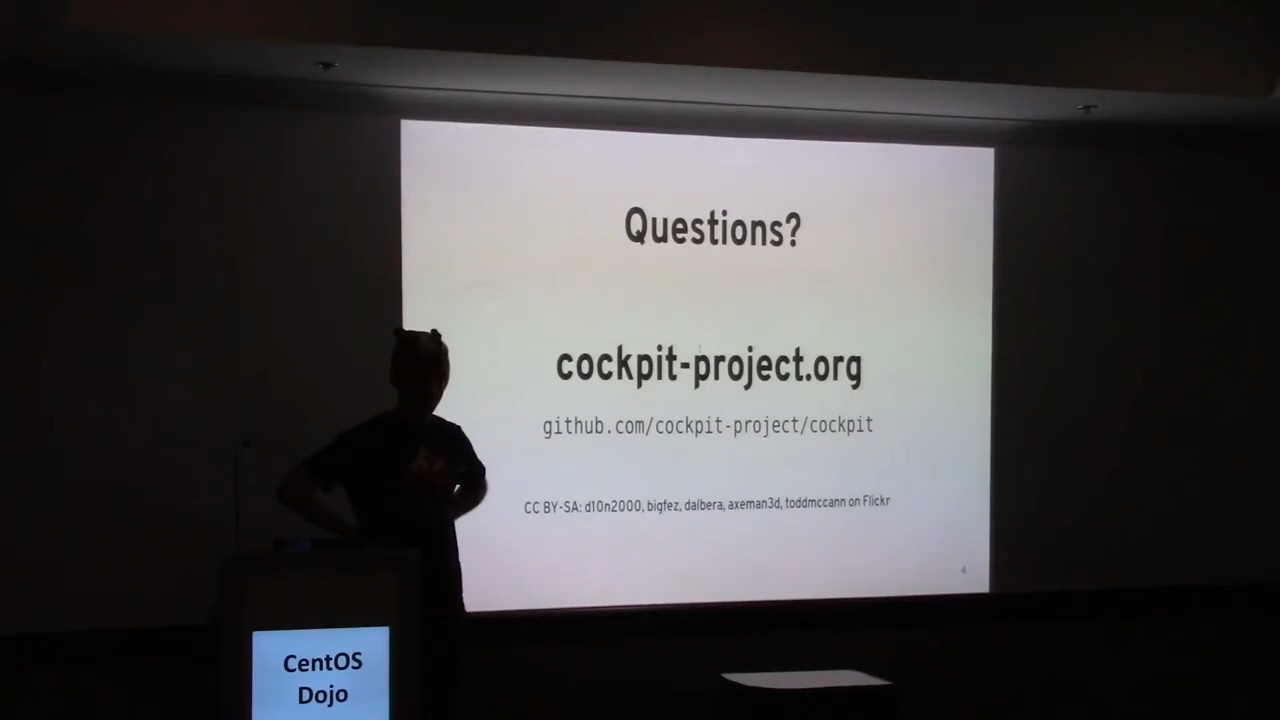 Questions?
cockpit-project.org
github.com/cockpit-project/cockpit
CC BY-SA: d10n2000, bigfez, dalbera, axeman3d, toddmccann on Flickr
CentOS
Dojo